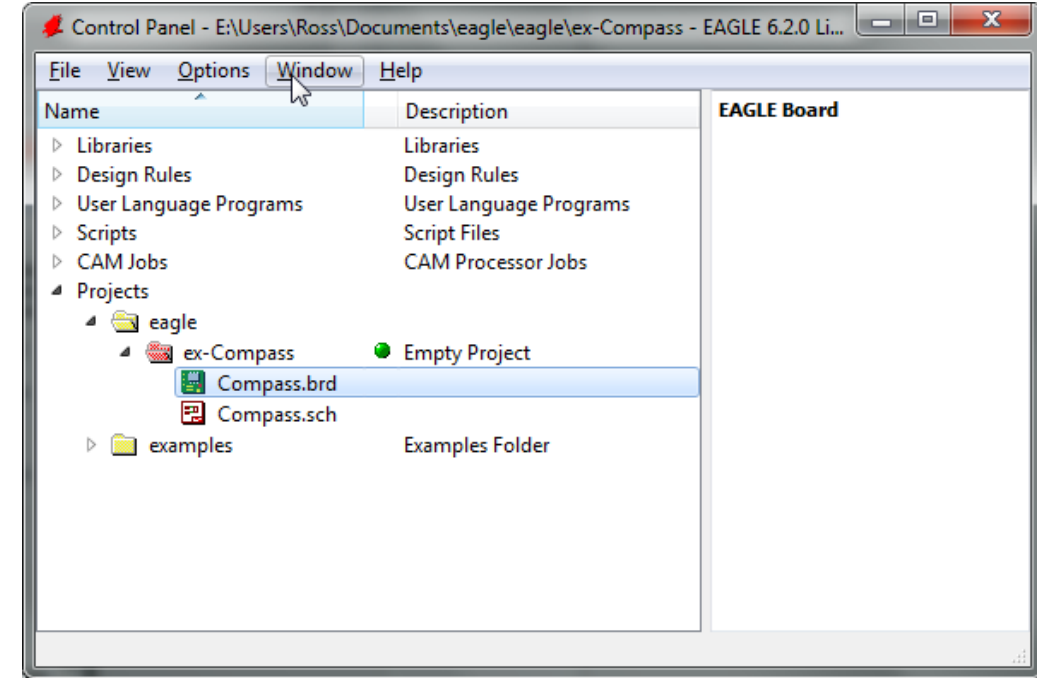 Control Panel - E:\Users\Ross\Documents\eagle\eagle\ex-Compass - EAGLE 6.2.0 Li...
File View Options Window Help
Name Description EAGLE Board
Libraries Libraries
Design Rules Design Rules
User Language Programs User Language Programs
Scripts Script Files
CAM Jobs CAM Processor Jobs
Projects
eagle
ex-Compass Empty Project
Compass.brd
Compass.sch
examples Examples Folder